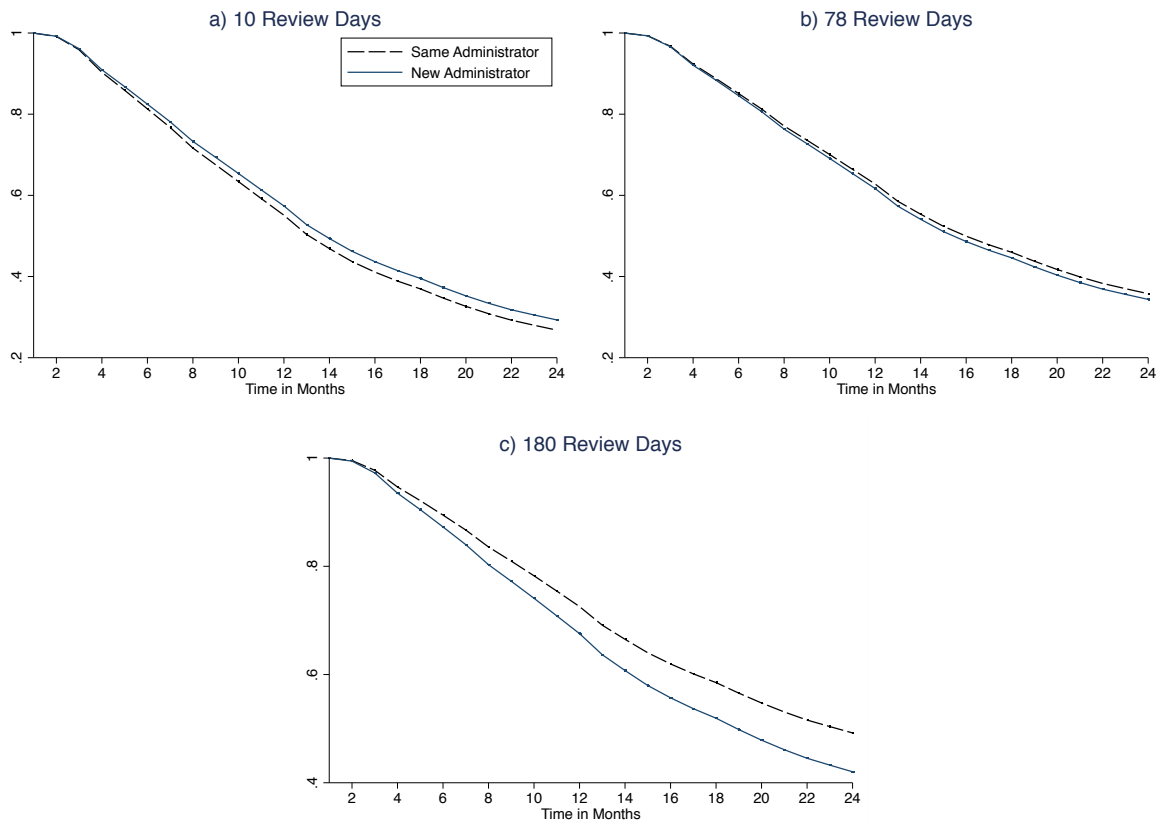 a) 10 Review Days
1
.8
.6
.4
.2
Same Administrator
New Administrator
2 4 6 8 10 12 14 16 18 20 22 24
Time in Months
b) 78 Review Days
1
.8
.6
.4
.2
2 4 6 8 10 12 14 16 18 20 22 24
Time in Months
c) 180 Review Days
1
.8
.6
.4
2 4 6 8 10 12 14 16 18 20 22 24
Time in Months